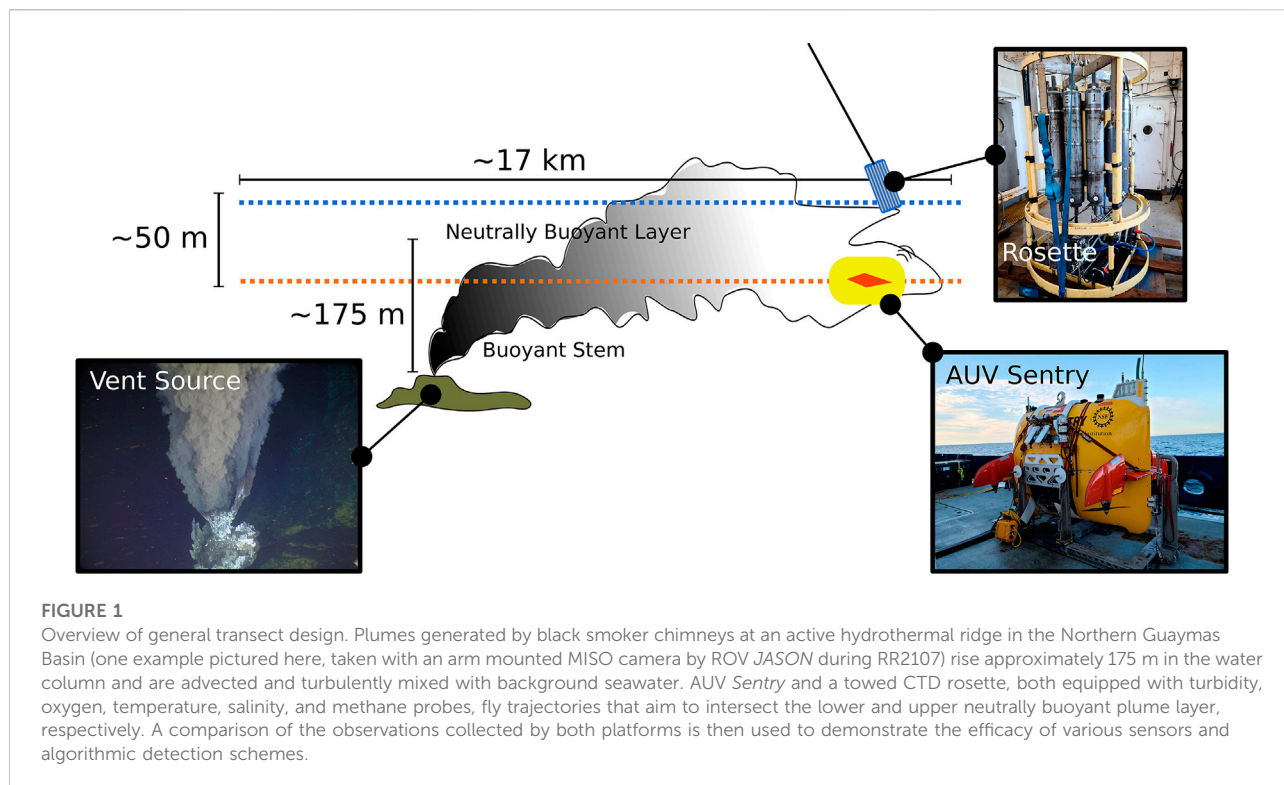 ~17 km
~50 m
Neutrally Buoyant Layer
~175 m
Buoyant Stem
Rosette
Vent Source
AUV Sentry
NSF
FIGURE 1
Overview of general transect design. Plumes generated by black smoker chimneys at an active hydrothermal ridge in the Northern Guaymas
Basin (one example pictured here, taken with an arm mounted MISO camera by ROV JASON during RR2107) rise approximately 175 m in the water
column and are advected and turbulently mixed with background seawater. AUV Sentry and a towed CTD rosette, both equipped with turbidity,
oxygen, temperature, salinity, and methane probes, fly trajectories that aim to intersect the lower and upper neutrally buoyant plume layer,
respectively. A comparison of the observations collected by both platforms is then used to demonstrate the efficacy of various sensors and
algorithmic detection schemes.